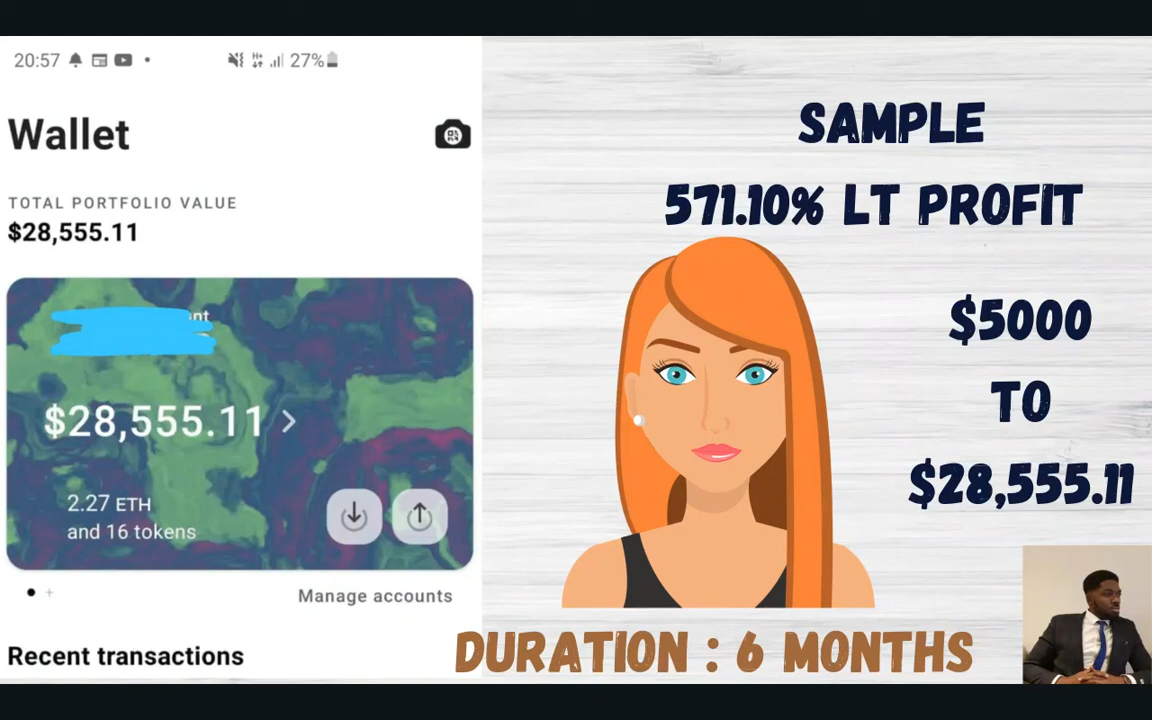 20:57
27%
Wallet
TOTAL PORTFOLIO VALUE
$28,555.11
nt
$28,555.11
2.27 ETH
and 16 tokens
Manage accounts
Recent transactions
SAMPLE
571.10% LT PROFIT
$5000
TO
$28,555.11
DURATION : 6 MONTHS